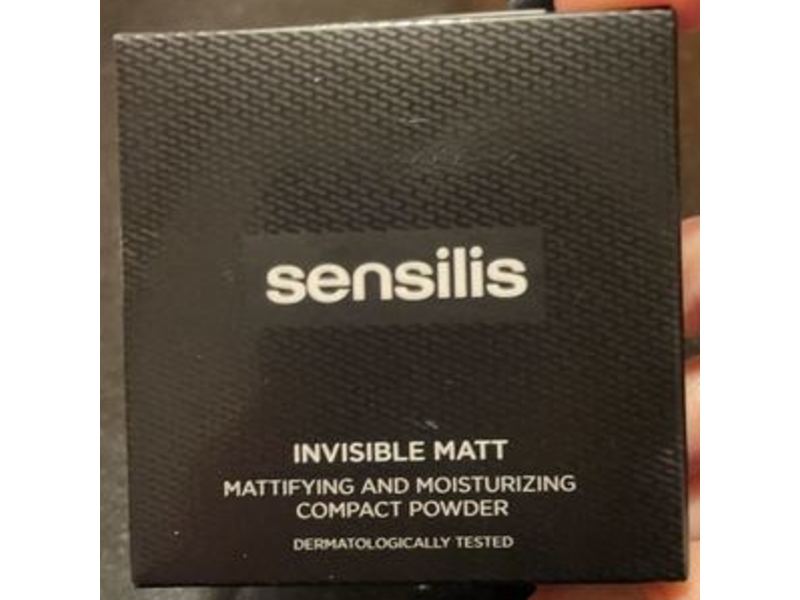 sensilis
INVISIBLE MATT
MATTIFYING AND MOISTURIZING
COMPACT POWDER
DERMATOLOGICALLY TESTED